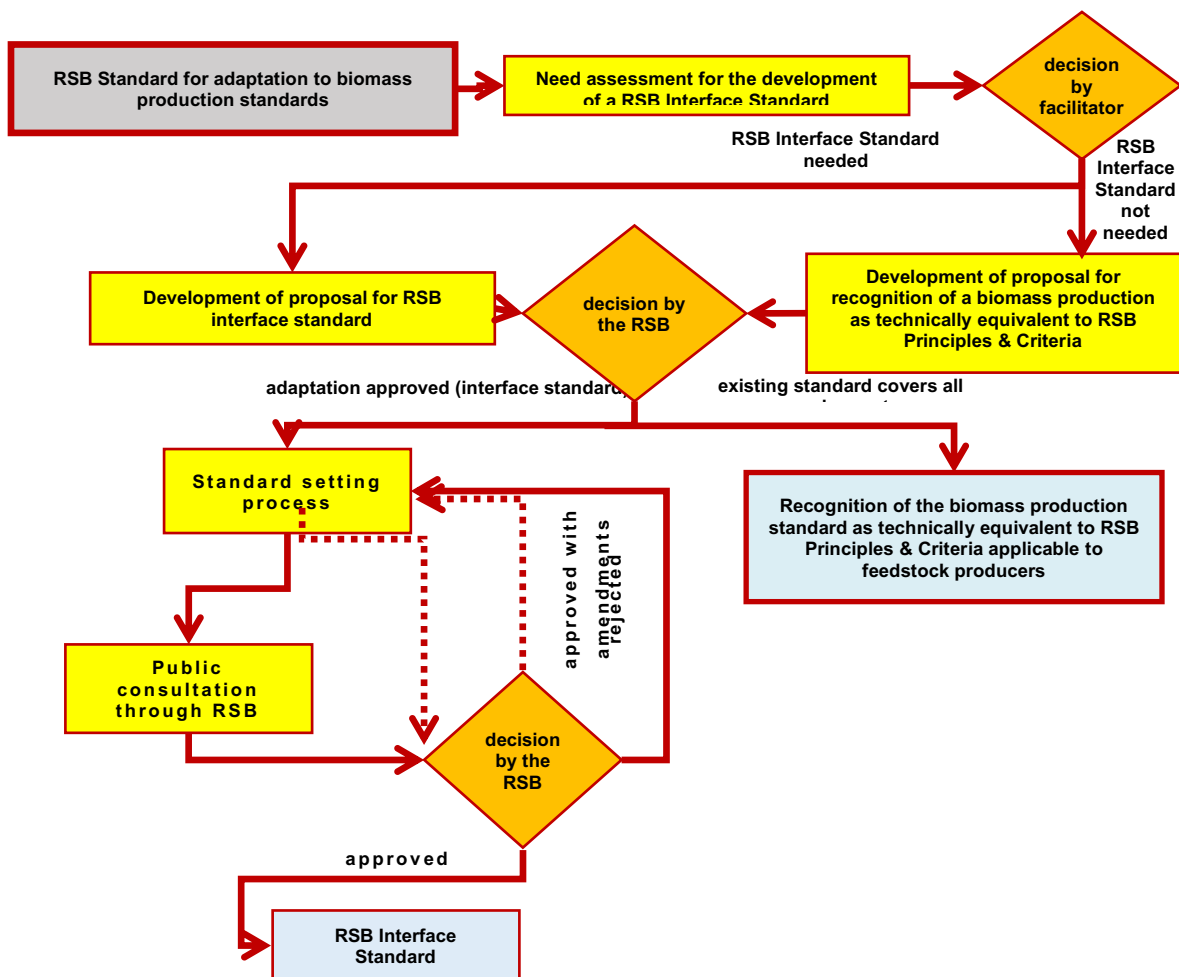 RSB Standard for adaptation to biomass
production standards
Need assessment for the development
of a RSB Interface Standard
decision
by
facilitator
RSB Interface Standard
needed
RSB
Interface
Standard
not
needed
Development of proposal for RSB
interface standard
decision by
the RSB
Development of proposal for
recognition of a biomass production
as technically equivalent to RSB
Principles & Criteria
adaptation approved (interface standard)
existing standard covers all
Standard setting
process
approved with
amendments
rejected
Recognition of the biomass production
standard as technically equivalent to RSB
Principles & Criteria applicable to
feedstock producers
Public
consultation
through RSB
decision
by the
RSB
approved
RSB Interface
Standard